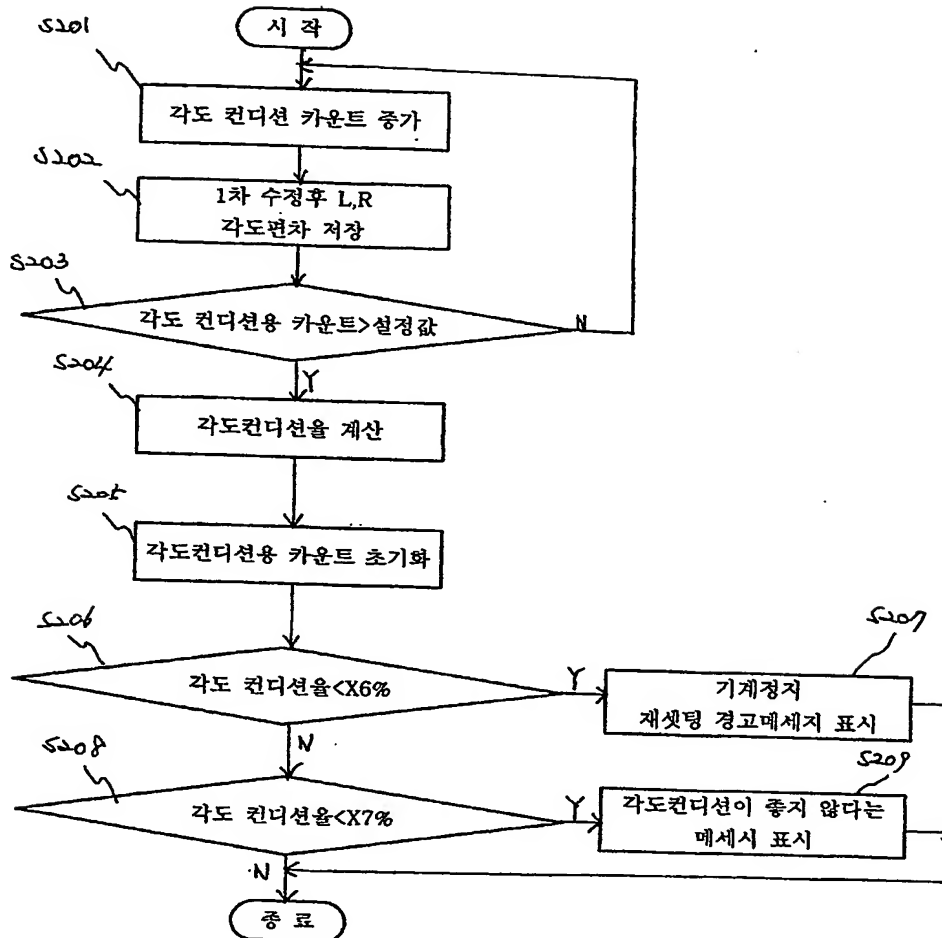 S201
시 작
각도 컨디션 카운트 증가
S202
1차 수정후 L,R
각도편차 저장
S203
각도 컨디션용 카운트>설정값
N
S204
Y
각도컨디션율 계산
S205
각도컨디션용 카운트 초기화
S206
S207
각도 컨디션율<X6%
Y
기계정지
재셋팅 경고메세지 표시
N
S208
S209
각도 컨디션율<X7%
Y
각도컨디션이 좋지 않다는
메세시 표시
N
종 료